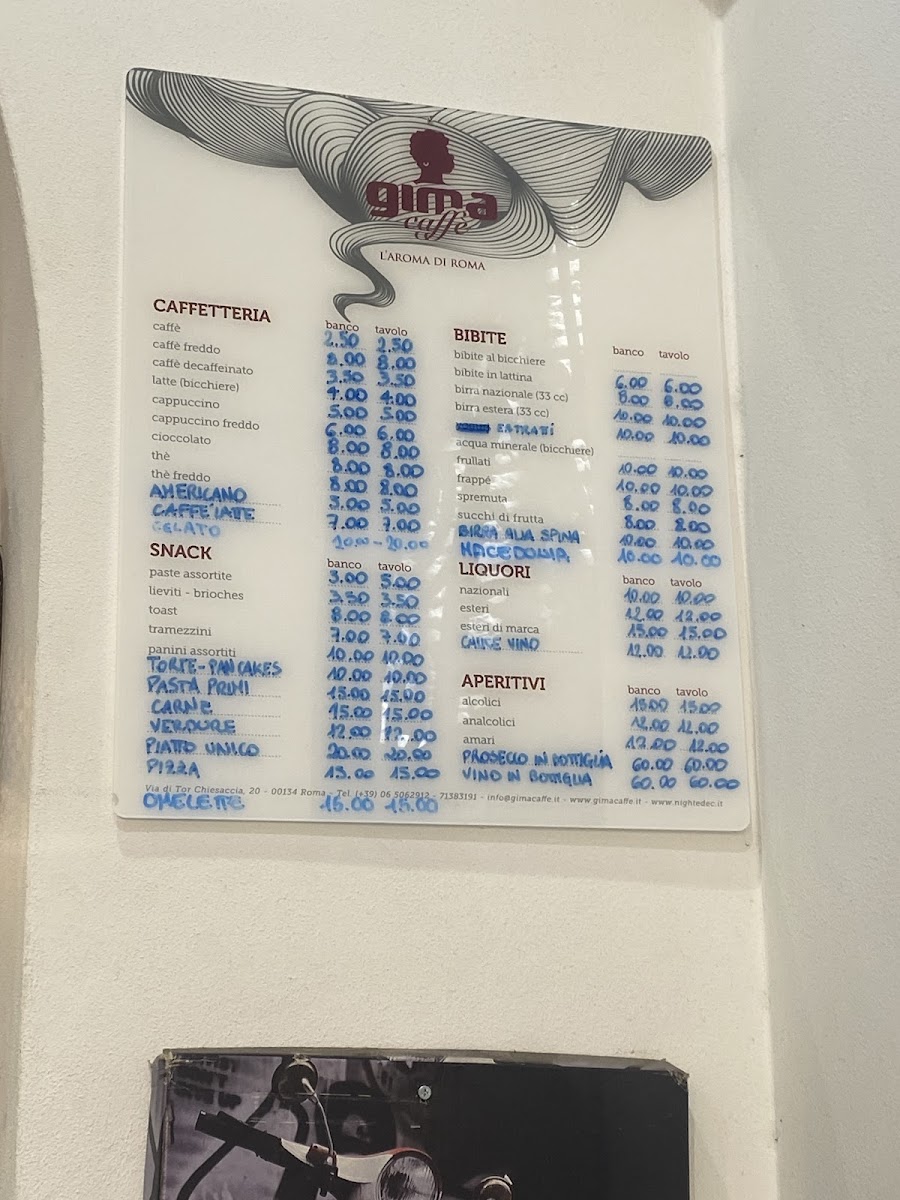 gima
caffè
L'AROMA DI ROMA
CAFFETTERIA banco tavolo
caffè 2.50 2.50
caffè freddo 8.00 8.00
caffè decaffeinato 3.50 3.50
latte (bicchiere) 4.00 4.00
cappuccino 5.00 5.00
cappuccino freddo 6.00 6.00
cioccolato 8.00 8.00
thè 8.00 8.00
thè freddo 8.00 8.00
AMERICANO 5.00 5.00
CAFFE'LATTE 7.00 7.00
GELATO 20.00 - 20.00
SNACK banco tavolo
paste assortite 3.00 5.00
lieviti - brioches 3.50 3.50
toast 8.00 8.00
tramezzini 7.00 7.00
panini assortiti 10.00 10.00
TORTE - PANCAKES 10.00 10.00
PASTA PRIMI 15.00 15.00
CARNE 15.00 15.00
VERDURE 12.00 12.00
PIATTO UNICO 20.00 20.00
PIZZA 15.00 15.00
OMELETTE 15.00 15.00
BIBITE banco tavolo
bibite al bicchiere
bibite in lattina 6.00 6.00
birra nazionale (33 cc) 8.00 8.00
birra estera (33 cc) 10.00 10.00
ESTRATTI 10.00 10.00
acqua minerale (bicchiere)
frullati 10.00 10.00
frappé 10.00 10.00
spremuta 8.00 8.00
succhi di frutta 8.00 8.00
BIRRA ALLA SPINA 10.00 10.00
MACEDONIA 10.00 10.00
LIQUORI banco tavolo
nazionali 10.00 10.00
esteri 12.00 12.00
esteri di marca 15.00 15.00
CALICE VINO 12.00 12.00
APERITIVI banco tavolo
alcolici 15.00 15.00
analcolici 12.00 12.00
amari 12.00 12.00
PROSECCO IN BOTTIGLIA 60.00 60.00
VINO IN BOTTIGLIA 60.00 60.00
Via di Tor Chiesaccia, 20 - 00134 Roma - Tel. (+39) 06 5062912 - 71383191 - info@gimacaffe.it - www.gimacaffe.it - www.nightedec.it